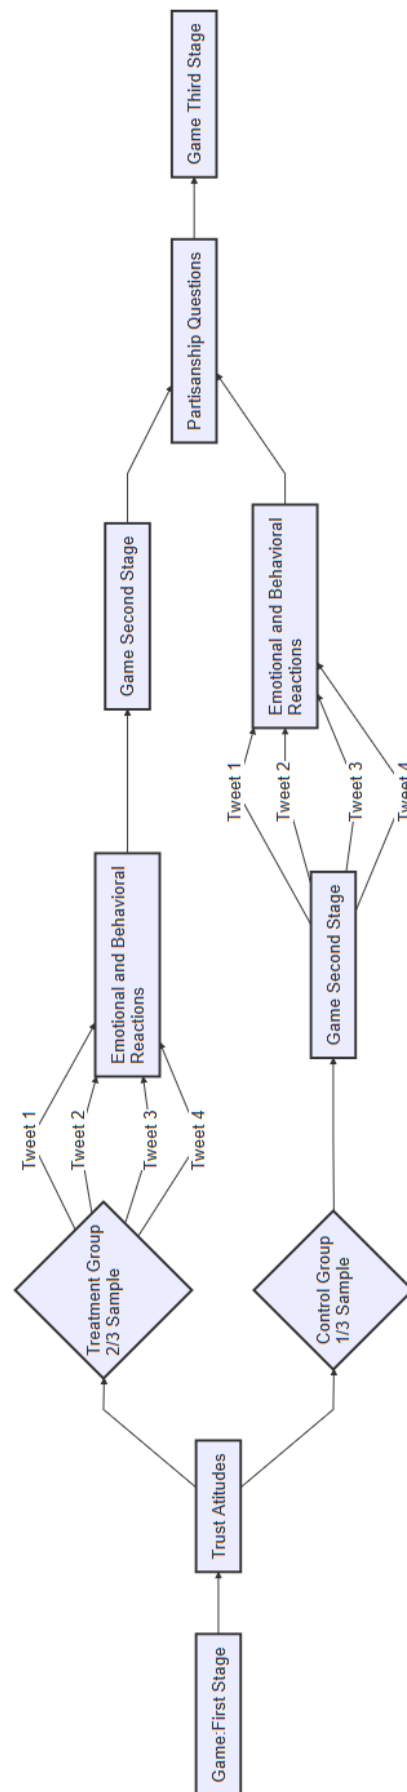 Game:First Stage
Trust Atitudes
Treatment Group
2/3 Sample
Tweet 1
Tweet 2
Tweet 3
Tweet 4
Emotional and Behavioral
Reactions
Game Second Stage
Control Group
1/3 Sample
Game Second Stage
Tweet 1
Tweet 2
Tweet 3
Tweet 4
Emotional and Behavioral
Reactions
Partisanship Questions
Game Third Stage